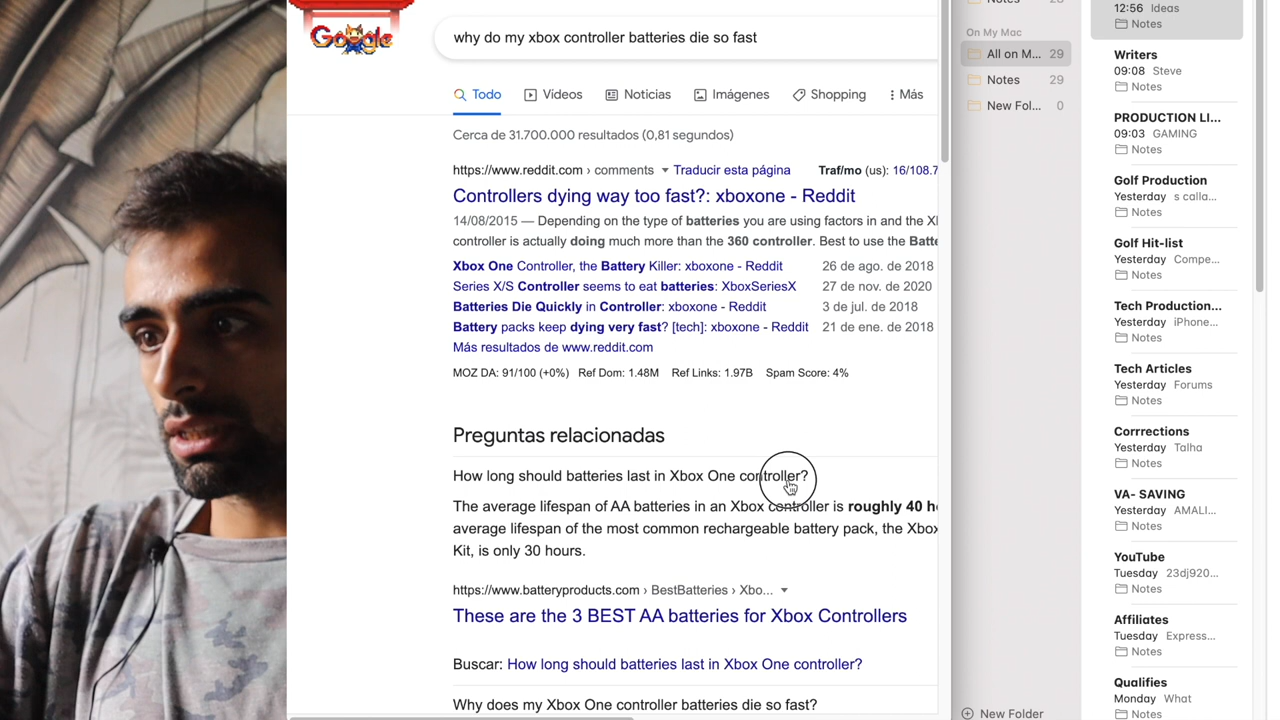 Google
why do my xbox controller batteries die so fast
Todo
Vídeos
Noticias
Imágenes
Shopping
Más
Cerca de 31.700.000 resultados (0,81 segundos)
https://www.reddit.com › comments
Traducir esta página
Traf/mo (us): 16/108.7
Controllers dying way too fast?: xboxone - Reddit
14/08/2015 — Depending on the type of batteries you are using factors in and the
controller is actually doing much more than the 360 controller. Best to use the Batte
Xbox One Controller, the Battery Killer: xboxone - Reddit 26 de ago. de 2018
Series X/S Controller seems to eat batteries: XboxSeriesX 27 de nov. de 2020
Batteries Die Quickly in Controller: xboxone - Reddit 3 de jul. de 2018
Battery packs keep dying very fast? [tech]: xboxone - Reddit 21 de ene. de 2018
Más resultados de www.reddit.com
MOZ DA: 91/100 (+0%) Ref Dom: 1.48M Ref Links: 1.97B Spam Score: 4%
Preguntas relacionadas
How long should batteries last in Xbox One controller?
The average lifespan of AA batteries in an Xbox controller is roughly 40 h
average lifespan of the most common rechargeable battery pack, the Xbo
Kit, is only 30 hours.
https://www.batteryproducts.com › BestBatteries › Xbo...
These are the 3 BEST AA batteries for Xbox Controllers
Buscar: How long should batteries last in Xbox One controller?
Why does my Xbox One controller batteries die so fast?
Notes
On My Mac
All on M... 29
Notes 29
New Fol... 0
New Folder
12:56 Ideas
Notes
Writers
09:08 Steve
Notes
PRODUCTION LI...
09:03 GAMING
Notes
Golf Production
Yesterday s calla...
Notes
Golf Hit-list
Yesterday Compe...
Notes
Tech Production...
Yesterday iPhone...
Notes
Tech Articles
Yesterday Forums
Notes
Corrrections
Yesterday Talha
Notes
VA- SAVING
Yesterday AMALI...
Notes
YouTube
Tuesday 23dj920...
Notes
Affiliates
Tuesday Express...
Notes
Qualifies
Monday What
Notes